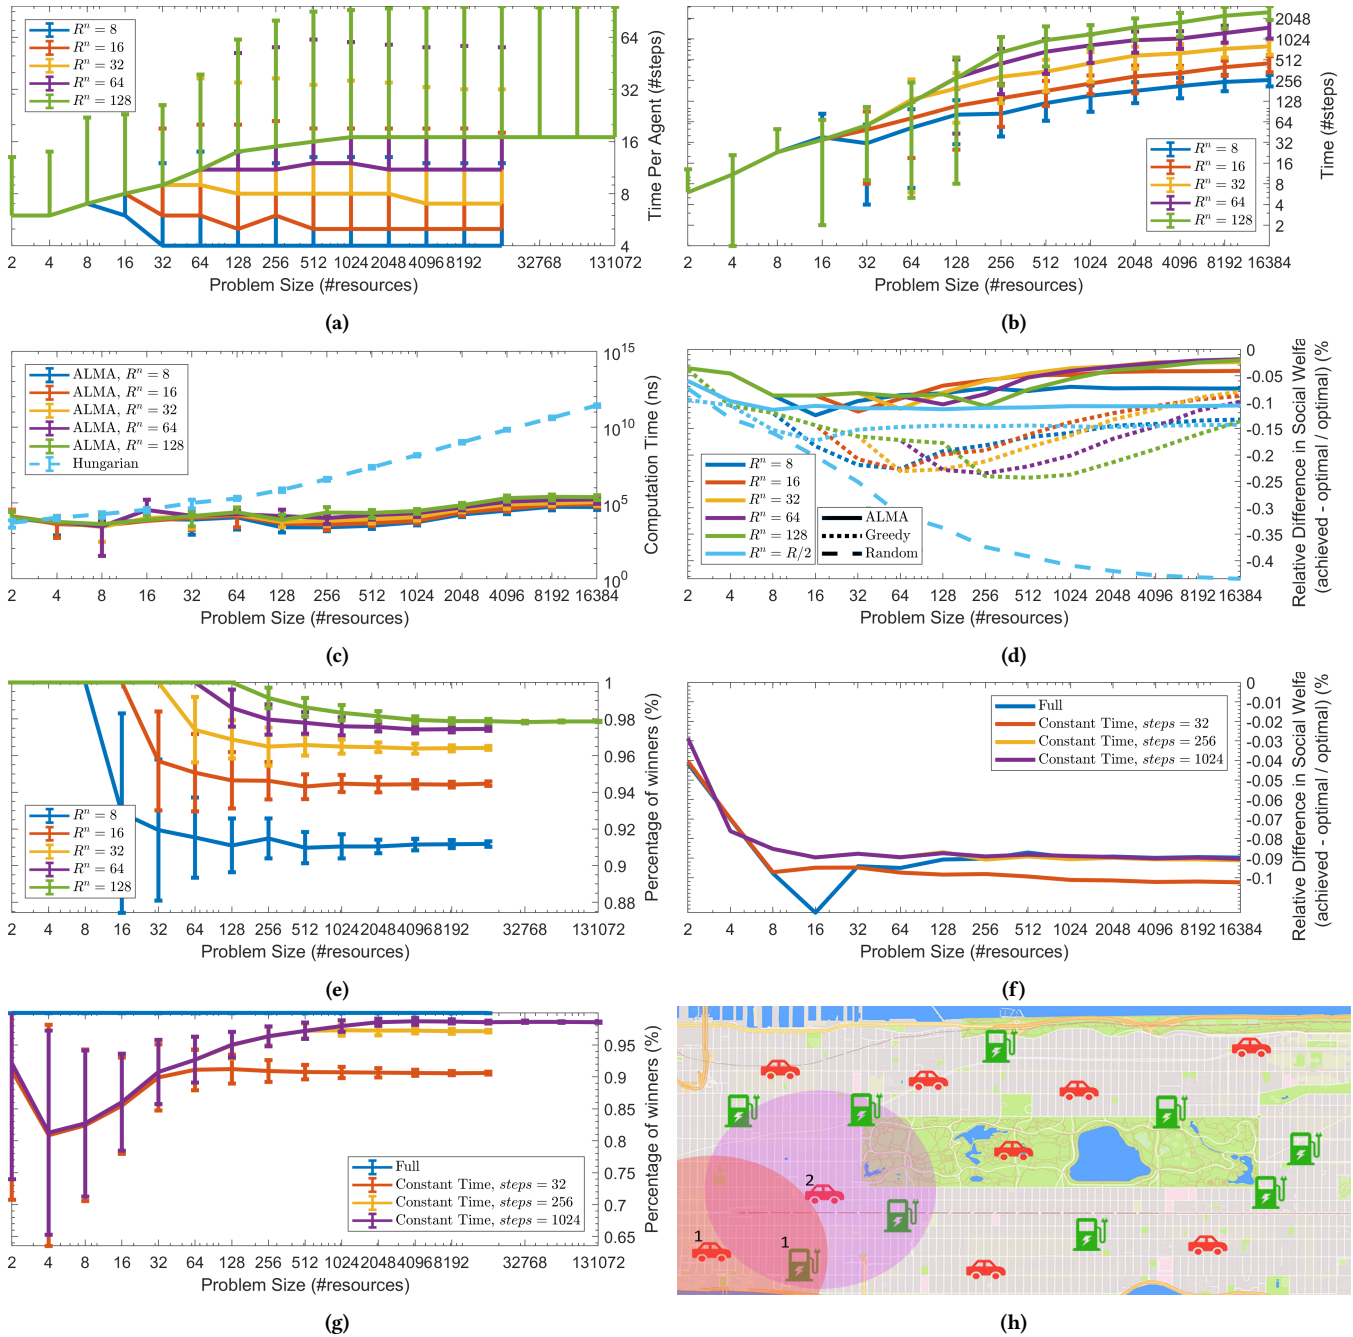 R^n = 8
R^n = 16
R^n = 32
R^n = 64
R^n = 128
64
32
16
8
4
Time Per Agent (#steps)
2 4 8 16 32 64 128 256 512 1024 2048 4096 8192 32768 131072
Problem Size (#resources)
(a)
2048
1024
512
256
128
64
32
16
8
4
2
Time (#steps)
R^n = 8
R^n = 16
R^n = 32
R^n = 64
R^n = 128
2 4 8 16 32 64 128 256 512 1024 2048 4096 8192 16384
Problem Size (#resources)
(b)
ALMA, R^n = 8
ALMA, R^n = 16
ALMA, R^n = 32
ALMA, R^n = 64
ALMA, R^n = 128
Hungarian
10^15
10^10
10^5
10^0
Computation Time (ns)
2 4 8 16 32 64 128 256 512 1024 2048 4096 8192 16384
Problem Size (#resources)
(c)
0
-0.05
-0.1
-0.15
-0.2
-0.25
-0.3
-0.35
-0.4
Relative Difference in Social Welfa
(achieved - optimal / optimal) (%
R^n = 8
R^n = 16
R^n = 32
R^n = 64
R^n = 128
R^n = R/2
ALMA
Greedy
Random
2 4 8 16 32 64 128 256 512 1024 2048 4096 8192 16384
Problem Size (#resources)
(d)
1
0.98
0.96
0.94
0.92
0.9
0.88
Percentage of winners (%)
R^n = 8
R^n = 16
R^n = 32
R^n = 64
R^n = 128
2 4 8 16 32 64 128 256 512 1024 2048 4096 8192 32768 131072
Problem Size (#resources)
(e)
Full
Constant Time, steps = 32
Constant Time, steps = 256
Constant Time, steps = 1024
0
-0.01
-0.02
-0.03
-0.04
-0.05
-0.06
-0.07
-0.08
-0.09
-0.1
Relative Difference in Social Welfa
(achieved - optimal / optimal) (%
2 4 8 16 32 64 128 256 512 1024 2048 4096 8192 16384
Problem Size (#resources)
(f)
0.95
0.9
0.85
0.8
0.75
0.7
0.65
Percentage of winners (%)
Full
Constant Time, steps = 32
Constant Time, steps = 256
Constant Time, steps = 1024
2 4 8 16 32 64 128 256 512 1024 2048 4096 8192 32768 131072
Problem Size (#resources)
(g)
2
1
1
(h)